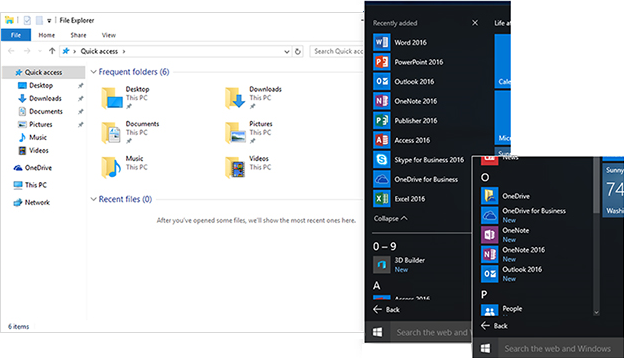 File Explorer
File
Home
Share
View
Quick access
Search Quick acces
Quick access
Desktop
Downloads
Documents
Pictures
Music
Videos
OneDrive
This PC
Network
Frequent folders (6)
Desktop
This PC
Downloads
This PC
Documents
This PC
Pictures
This PC
Music
This PC
Videos
This PC
Recent files (0)
After you've opened some files, we'll show the most recent ones here.
6 items
Recently added
Life at
Word 2016
PowerPoint 2016
Outlook 2016
OneNote 2016
Publisher 2016
Access 2016
Skype for Business 2016
OneDrive for Business
Excel 2016
Collapse
0 – 9
3D Builder
New
A
Access 2016
Back
Search the web and W
Cale
Micr
Sunny
News
O
OneDrive
OneDrive for Business
New
OneNote
New
OneNote 2016
New
Outlook 2016
New
P
People
New
Back
Search the web and Windows
Sunny
74
Washi